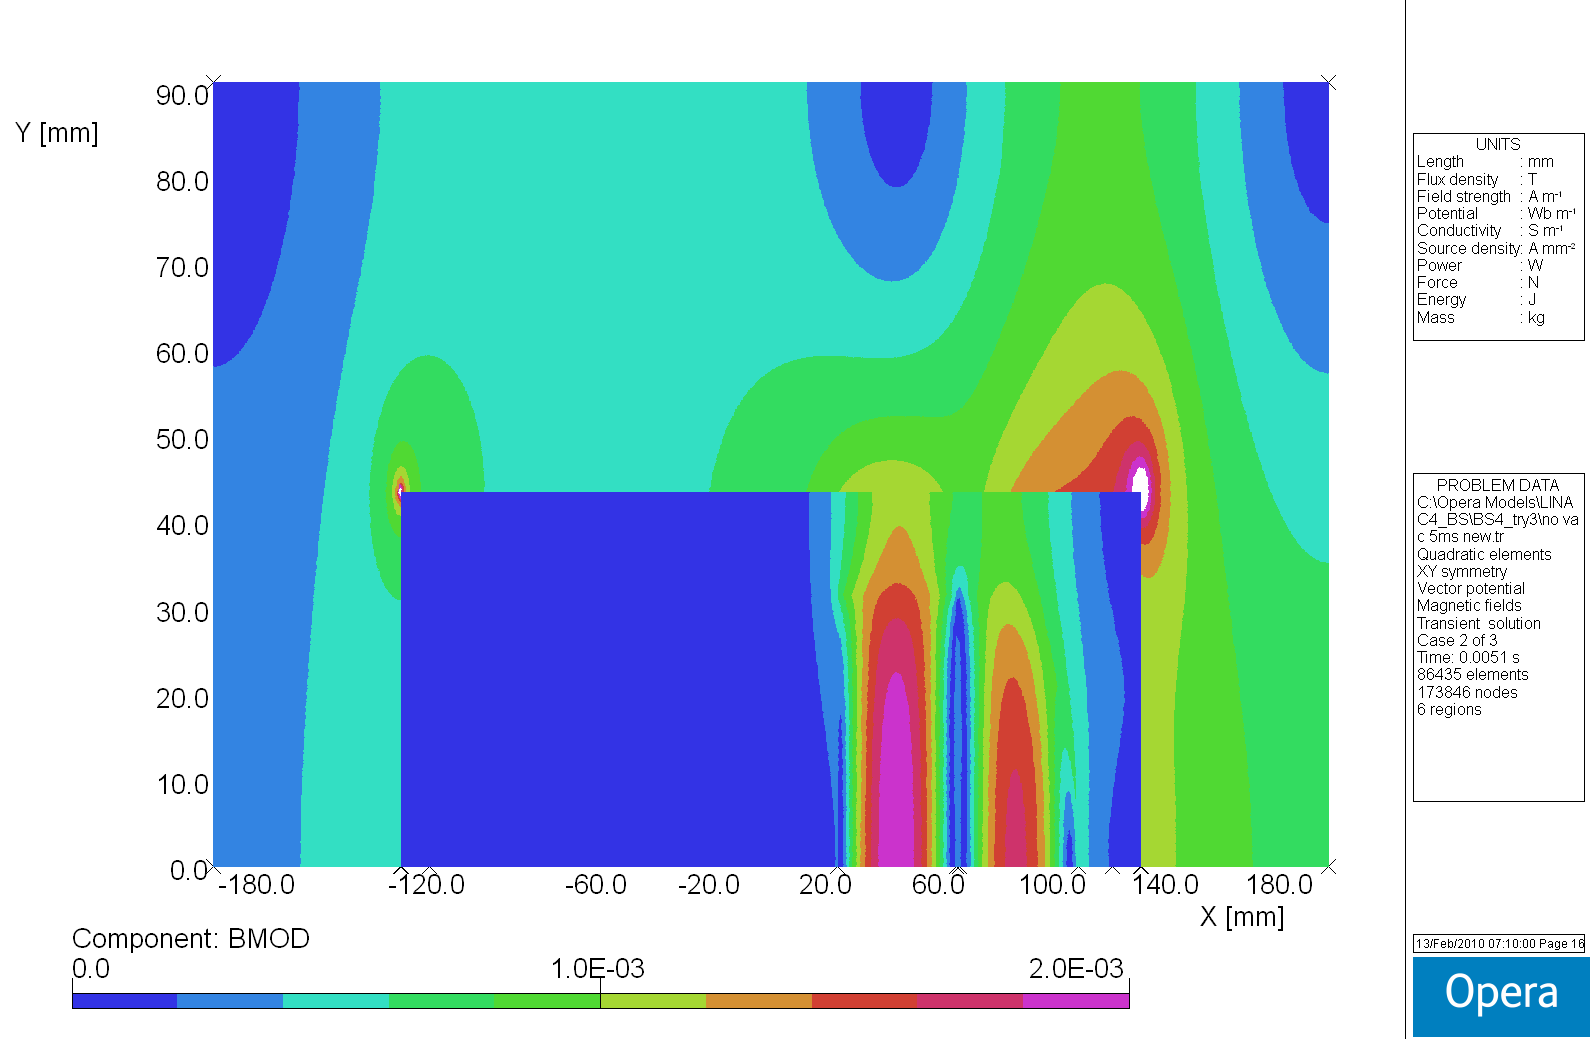 Y [mm]
90.0
80.0
70.0
60.0
50.0
40.0
30.0
20.0
10.0
0.0
-180.0 -120.0 -60.0 -20.0 20.0 60.0 100.0 140.0 180.0
X [mm]
Component: BMOD
0.0 1.0E-03 2.0E-03
UNITS
Length : mm
Flux density : T
Field strength : A m⁻¹
Potential : Wb m⁻¹
Conductivity : S m⁻¹
Source density: A mm⁻²
Power : W
Force : N
Energy : J
Mass : kg
PROBLEM DATA
C:\Opera Models\LINA
C4_BS\BS4_try3\no va
c 5ms new.tr
Quadratic elements
XY symmetry
Vector potential
Magnetic fields
Transient solution
Case 2 of 3
Time: 0.0051 s
86435 elements
173846 nodes
6 regions
13/Feb/2010 07:10:00 Page 16
Opera